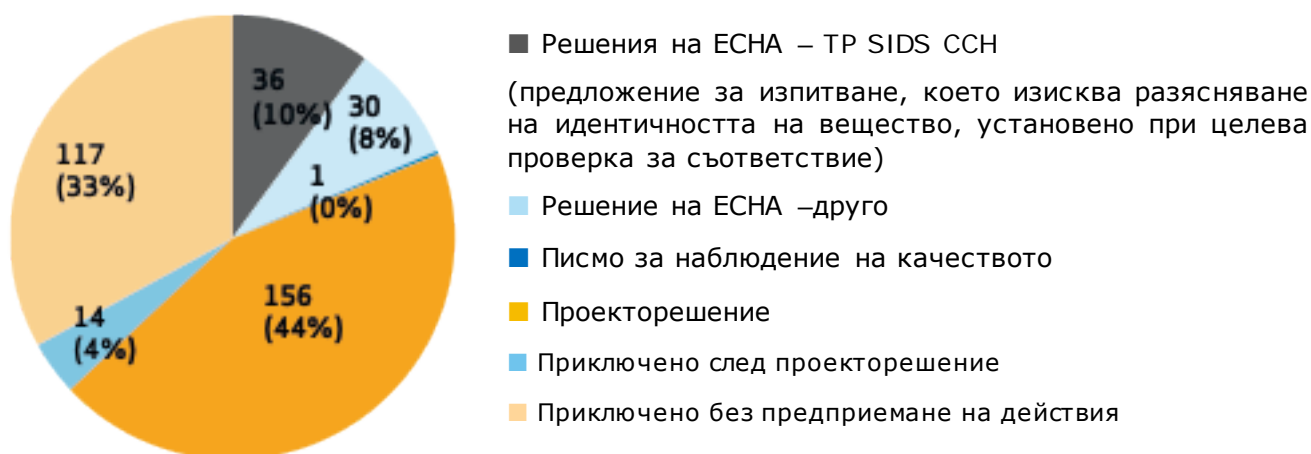 36
(10%)
30
(8%)
1
(0%)
117
(33%)
156
(44%)
14
(4%)
Решения на ECHA – TP SIDS CCH
(предложение за изпитване, което изисква разясняване
на идентичността на вещество, установено при целева
проверка за съответствие)
Решение на ECHA –друго
Писмо за наблюдение на качеството
Проекторешение
Приключено след проекторешение
Приключено без предприемане на действия